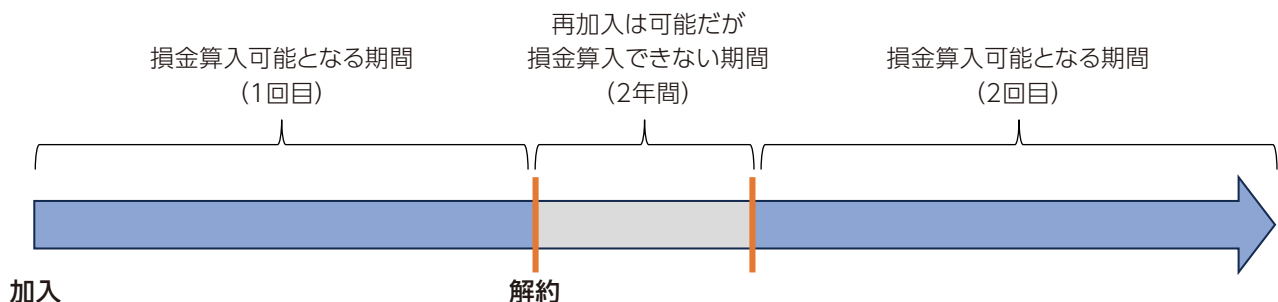 損金算入可能となる期間
(1回目)
再加入は可能だが
損金算入できない期間
(2年間)
損金算入可能となる期間
(2回目)
加入
解約